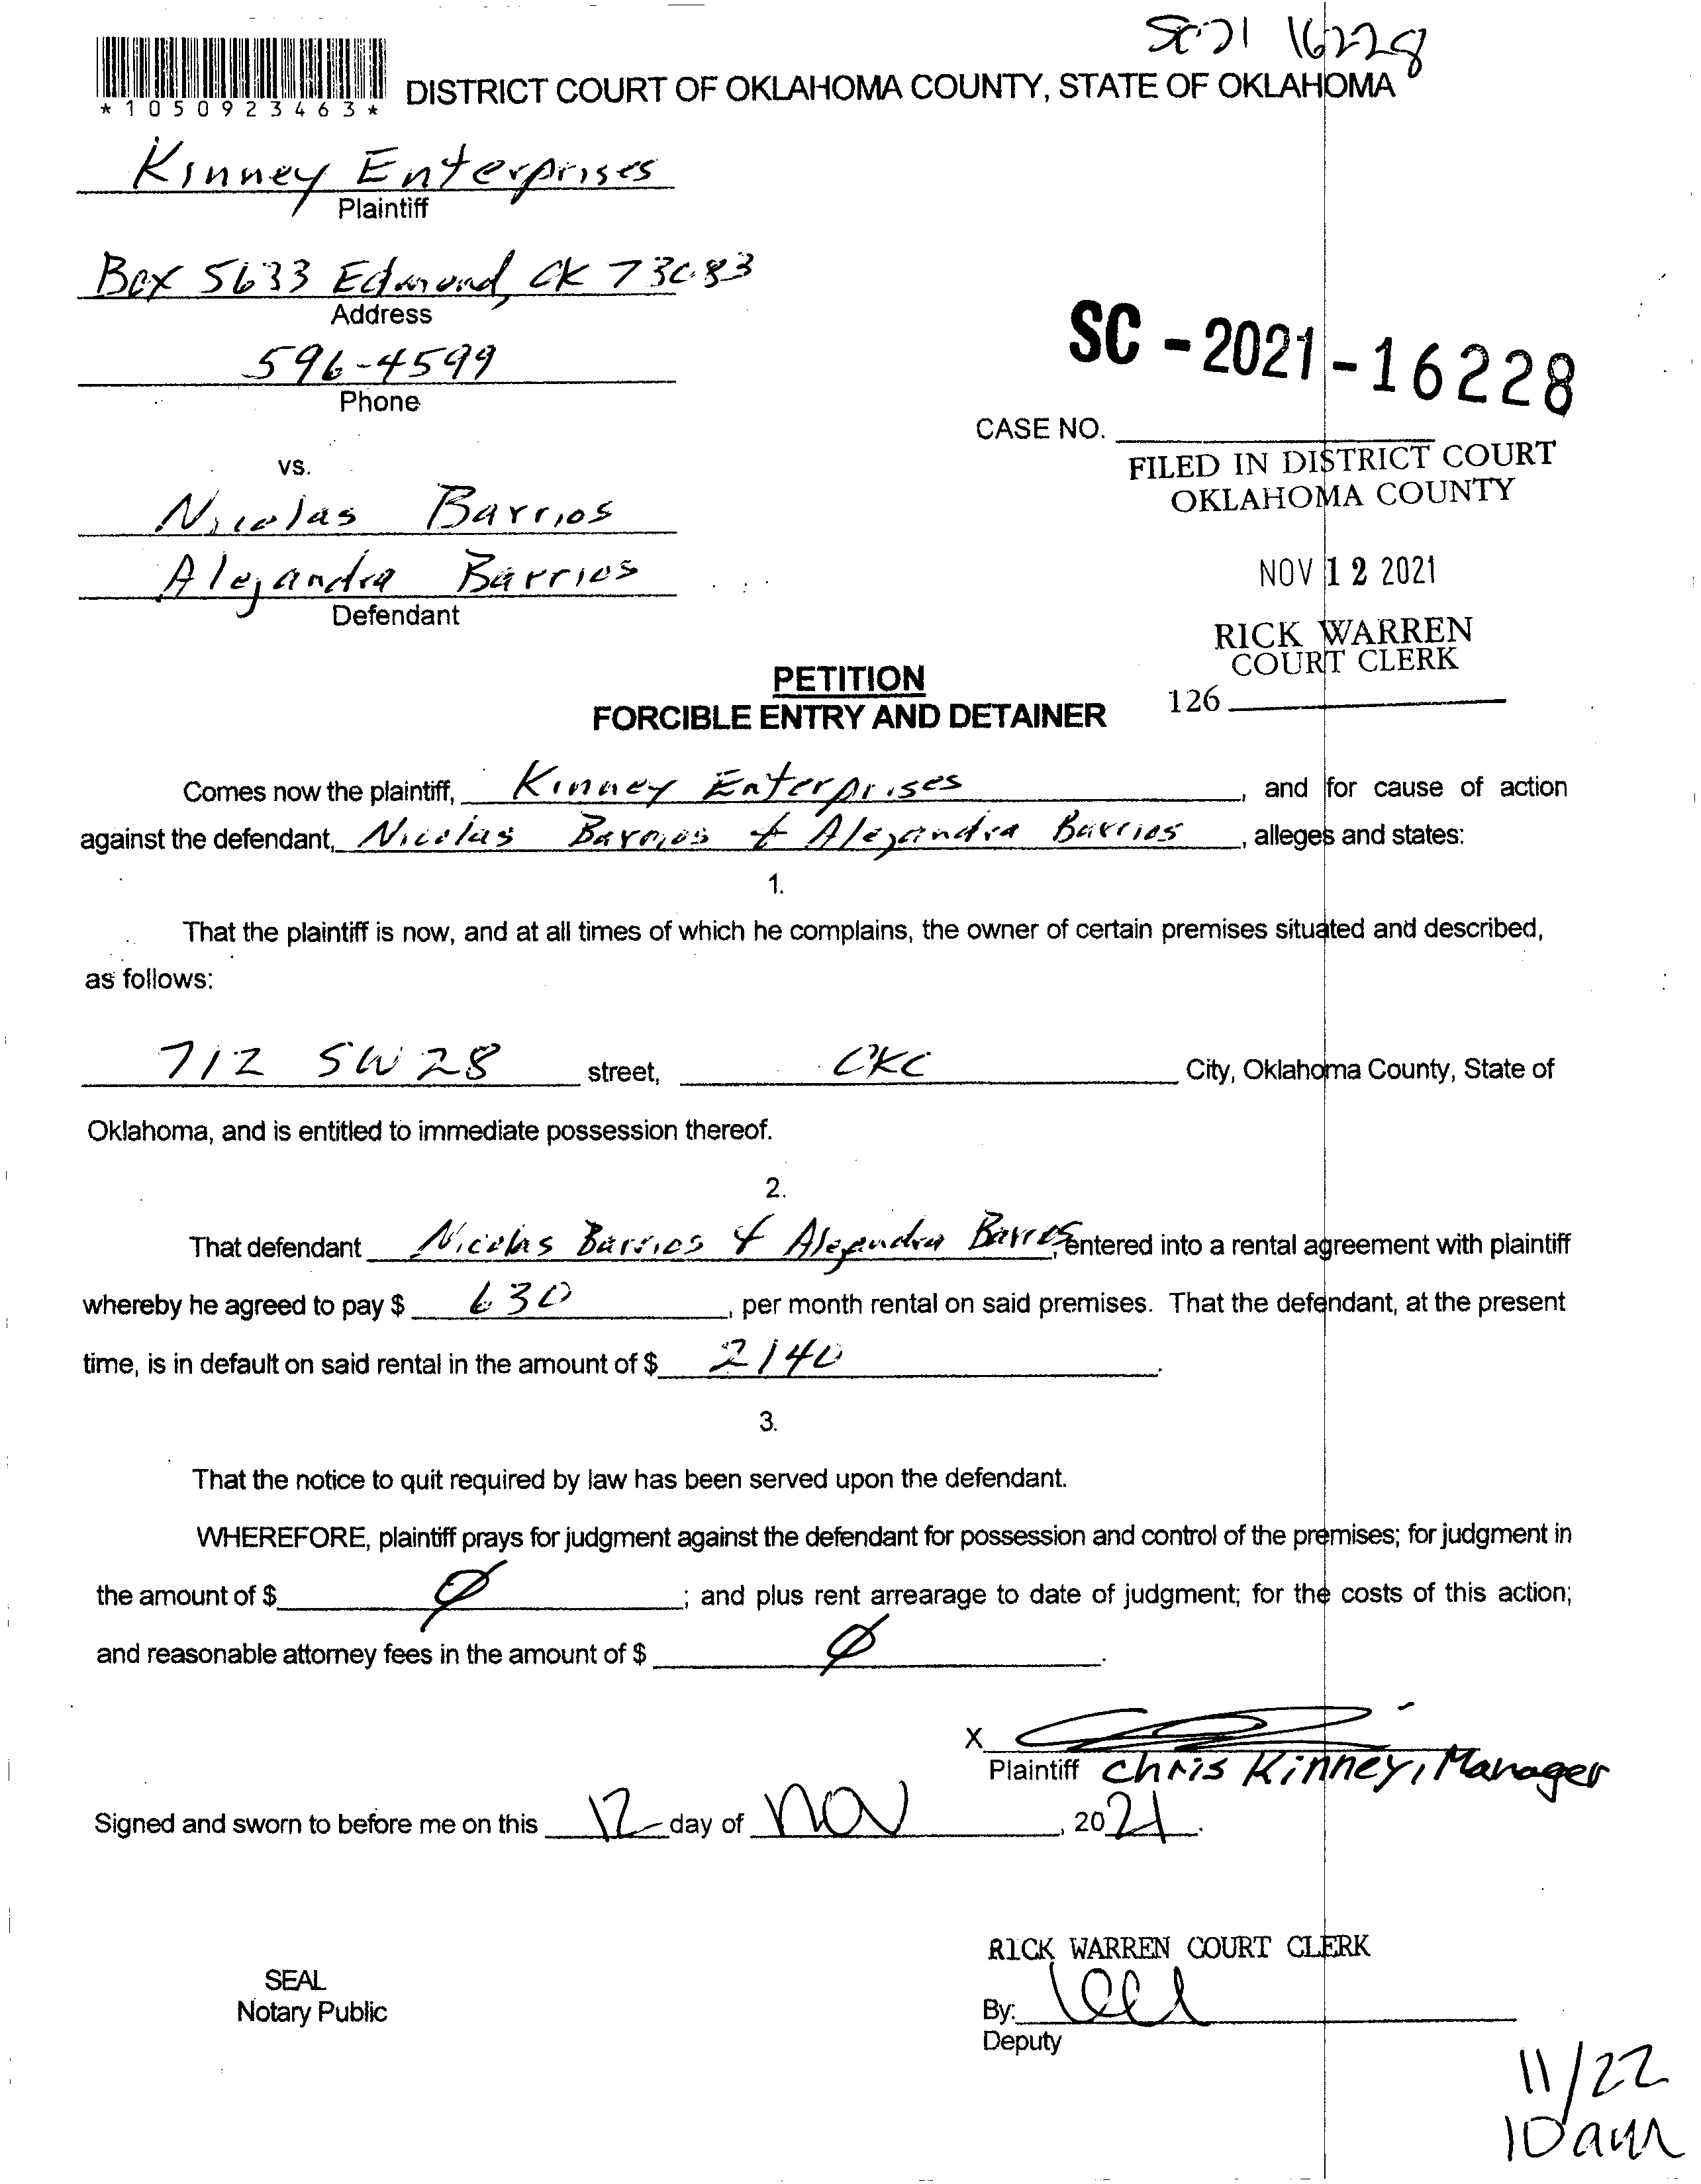 SC21 16228
*1050923463*
DISTRICT COURT OF OKLAHOMA COUNTY, STATE OF OKLAHOMA
Kinney Enterprises
Plaintiff
Box 5633 Edmond, OK 73083
Address
596-4599
Phone
SC - 2021 - 16228
CASE NO.
vs.
FILED IN DISTRICT COURT
OKLAHOMA COUNTY
Nicolas Barrios
Alejandra Barrios
Defendant
NOV 12 2021
RICK WARREN
COURT CLERK
126
PETITION
FORCIBLE ENTRY AND DETAINER
Comes now the plaintiff, Kinney Enterprises, and for cause of action
against the defendant, Nicolas Barrios & Alejandra Barrios, alleges and states:
1.
That the plaintiff is now, and at all times of which he complains, the owner of certain premises situated and described,
as follows:
712 SW 28 street, OKC City, Oklahoma County, State of
Oklahoma, and is entitled to immediate possession thereof.
2.
That defendant Nicolas Barrios & Alejandra Barrios, entered into a rental agreement with plaintiff
whereby he agreed to pay $ 630, per month rental on said premises. That the defendant, at the present
time, is in default on said rental in the amount of $ 2140.
3.
That the notice to quit required by law has been served upon the defendant.
WHEREFORE, plaintiff prays for judgment against the defendant for possession and control of the premises; for judgment in
the amount of $ Ø; and plus rent arrearage to date of judgment; for the costs of this action;
and reasonable attorney fees in the amount of $ Ø.
X
Plaintiff Chris Kinney, Manager
Signed and sworn to before me on this 12 day of NOV, 2021.
RICK WARREN COURT CLERK
SEAL
Notary Public
By:
Deputy
11/22
10 am